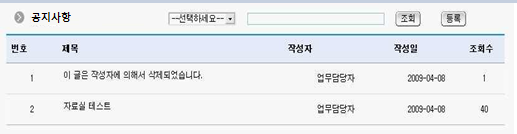 공지사항 --선택하세요-- 조회 등록
번호 제목 작성자 작성일 조회수
1 이 글은 작성자에 의해서 삭제되었습니다. 업무담당자 2009-04-08 1
2 자료실 테스트 업무담당자 2009-04-08 40